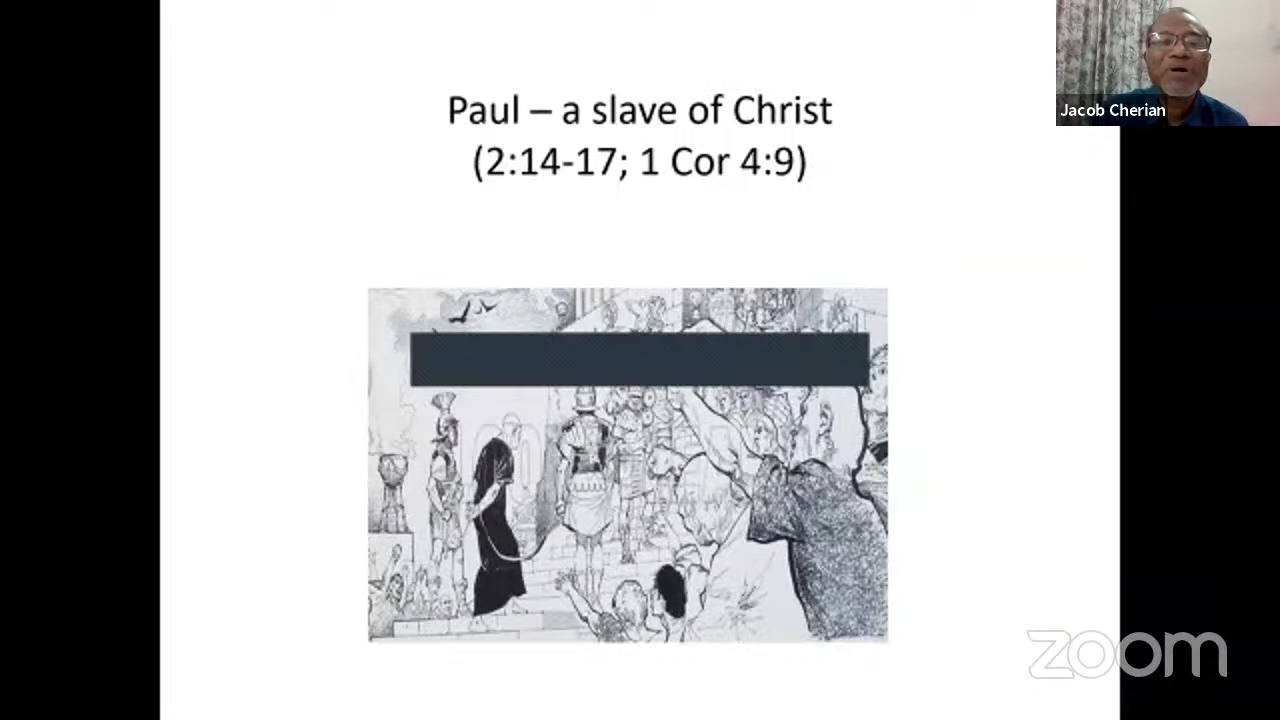 Paul – a slave of Christ
(2:14-17; 1 Cor 4:9)
Jacob Cherian
zoom